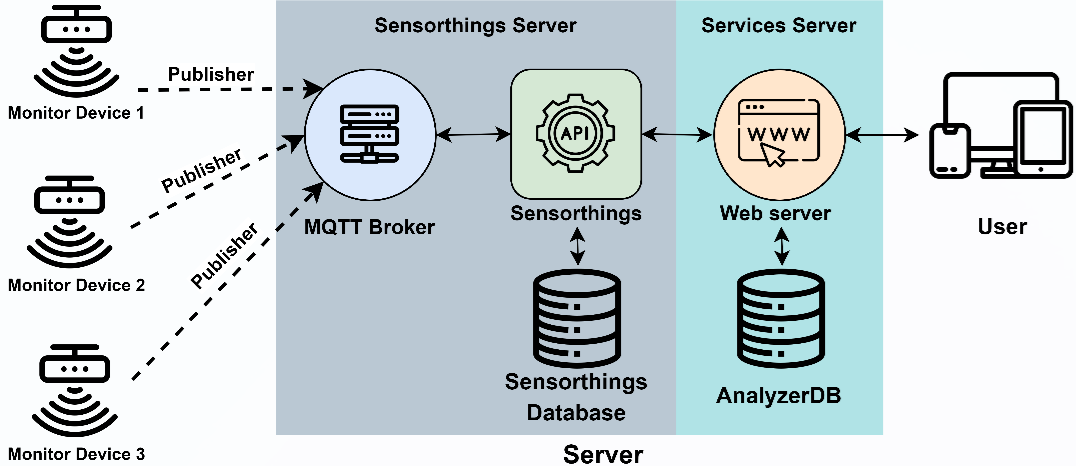 Sensorthings Server
Services Server
Monitor Device 1
Publisher
Monitor Device 2
Publisher
Monitor Device 3
Publisher
MQTT Broker
API
Sensorthings
WWW
Web server
User
Sensorthings
Database
AnalyzerDB
Server